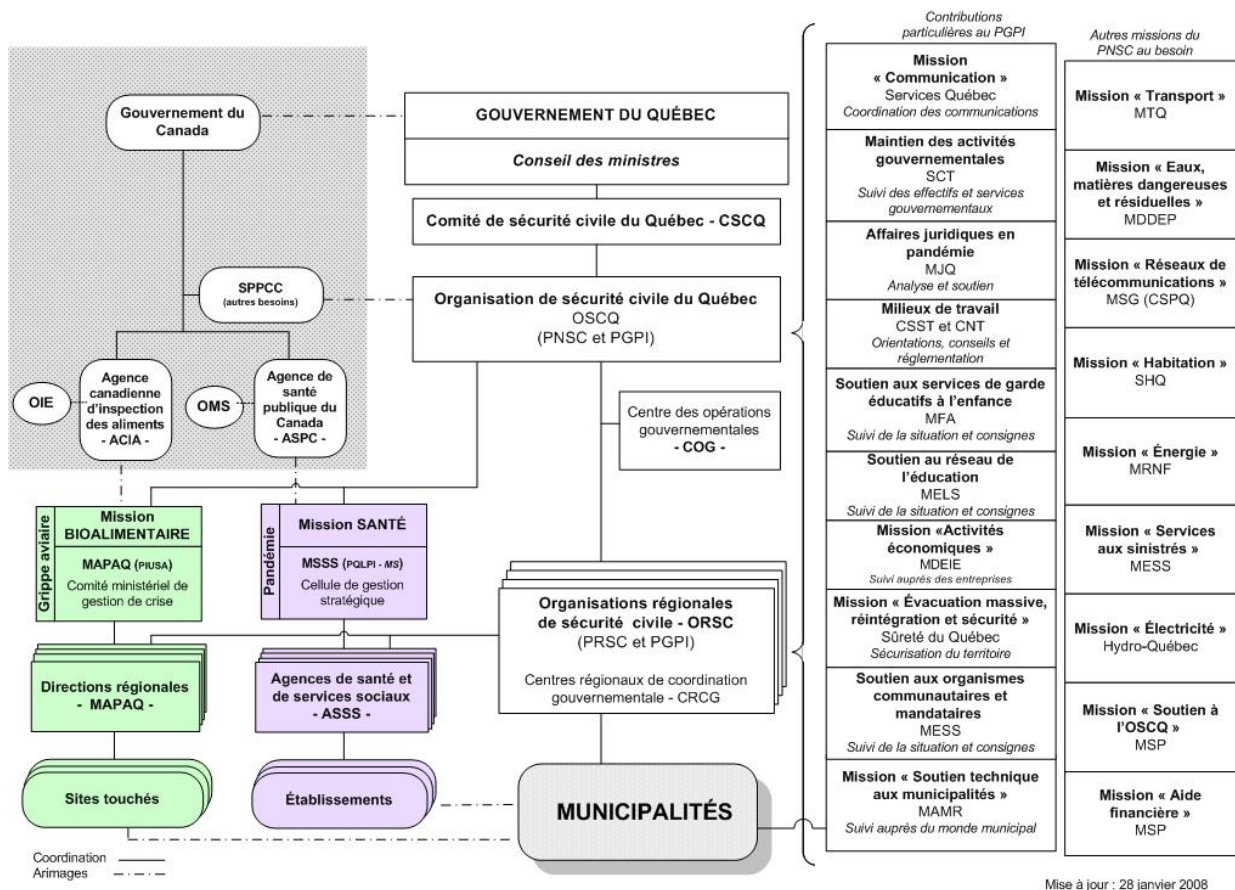 Contributions
particulières au PGPI
Autres missions du
PNSC au besoin
Gouvernement du
Canada
GOUVERNEMENT DU QUÉBEC
Conseil des ministres
Comité de sécurité civile du Québec - CSCQ
SPPCC
(autres besoins)
Organisation de sécurité civile du Québec
OSCQ
(PNSC et PGPI)
OIE
Agence
canadienne
d'inspection
des aliments
- ACIA -
OMS
Agence de
santé
publique du
Canada
- ASPC -
Centre des opérations
gouvernementales
- COG -
Grippe aviaire
Mission
BIOALIMENTAIRE
MAPAQ (PIUSA)
Comité ministériel de
gestion de crise
Pandémie
Mission SANTÉ
MSSS (PQLPI - MS)
Cellule de gestion
stratégique
Organisations régionales
de sécurité civile - ORSC
(PRSC et PGPI)
Centres régionaux de coordination
gouvernementale - CRCG
Directions régionales
- MAPAQ -
Agences de santé et
de services sociaux
- ASSS -
Sites touchés
Établissements
MUNICIPALITÉS
Coordination
Arimages
Mission
« Communication »
Services Québec
Coordination des communications
Maintien des activités
gouvernementales
SCT
Suivi des effectifs et services
gouvernementaux
Affaires juridiques en
pandémie
MJQ
Analyse et soutien
Milieux de travail
CSST et CNT
Orientations, conseils et
réglementation
Soutien aux services de garde
éducatifs à l'enfance
MFA
Suivi de la situation et consignes
Soutien au réseau de
l'éducation
MELS
Suivi de la situation et consignes
Mission «Activités
économiques »
MDEIE
Suivi auprès des entreprises
Mission « Évacuation massive,
réintégration et sécurité »
Sûreté du Québec
Sécurisation du territoire
Soutien aux organismes
communautaires et
mandataires
MESS
Suivi de la situation et consignes
Mission « Soutien technique
aux municipalités »
MAMR
Suivi auprès du monde municipal
Mission « Transport »
MTQ
Mission « Eaux,
matières dangereuses
et résiduelles »
MDDEP
Mission « Réseaux de
télécommunications »
MSG (CSPQ)
Mission « Habitation »
SHQ
Mission « Énergie »
MRNF
Mission « Services
aux sinistrés »
MESS
Mission « Électricité »
Hydro-Québec
Mission « Soutien à
l'OSCQ »
MSP
Mission « Aide
financière »
MSP
Mise à jour : 28 janvier 2008